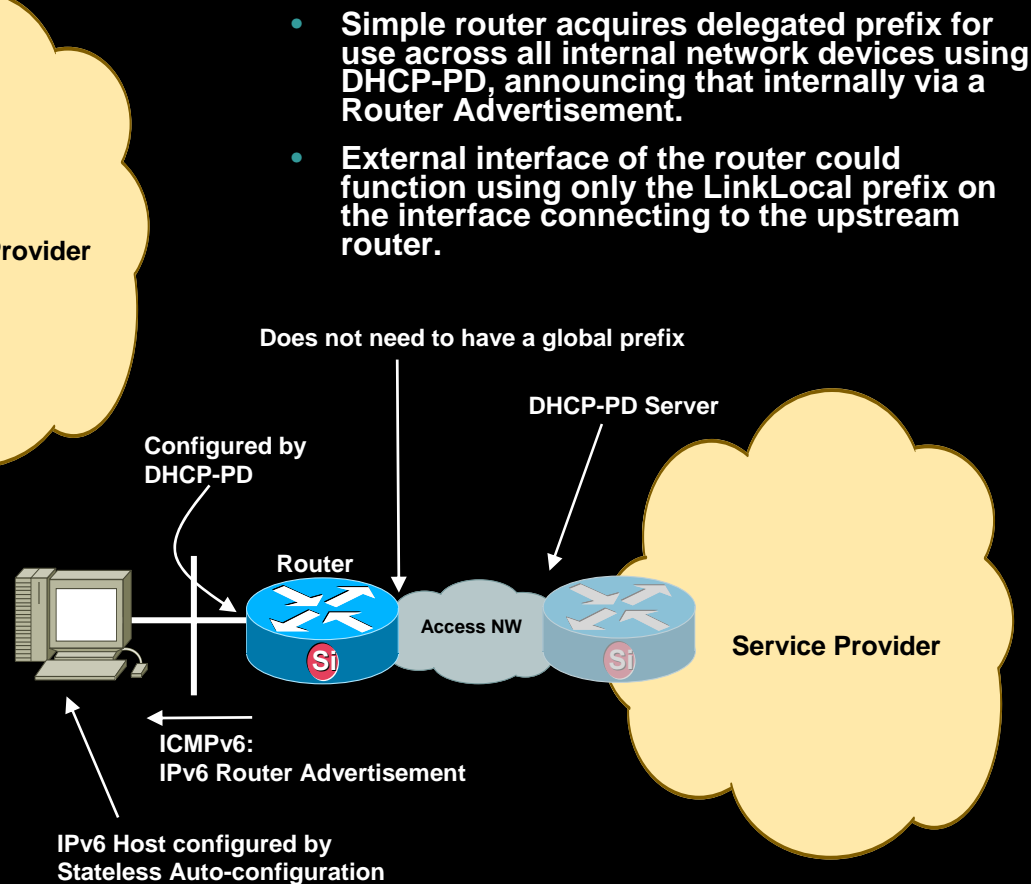 • Simple router acquires delegated prefix for
use across all internal network devices using
DHCP-PD, announcing that internally via a
Router Advertisement.
• External interface of the router could
function using only the LinkLocal prefix on
the interface connecting to the upstream
router.
rovider
Does not need to have a global prefix
DHCP-PD Server
Configured by
DHCP-PD
Router
Access NW
Service Provider
Si
Si
ICMPv6:
IPv6 Router Advertisement
IPv6 Host configured by
Stateless Auto-configuration